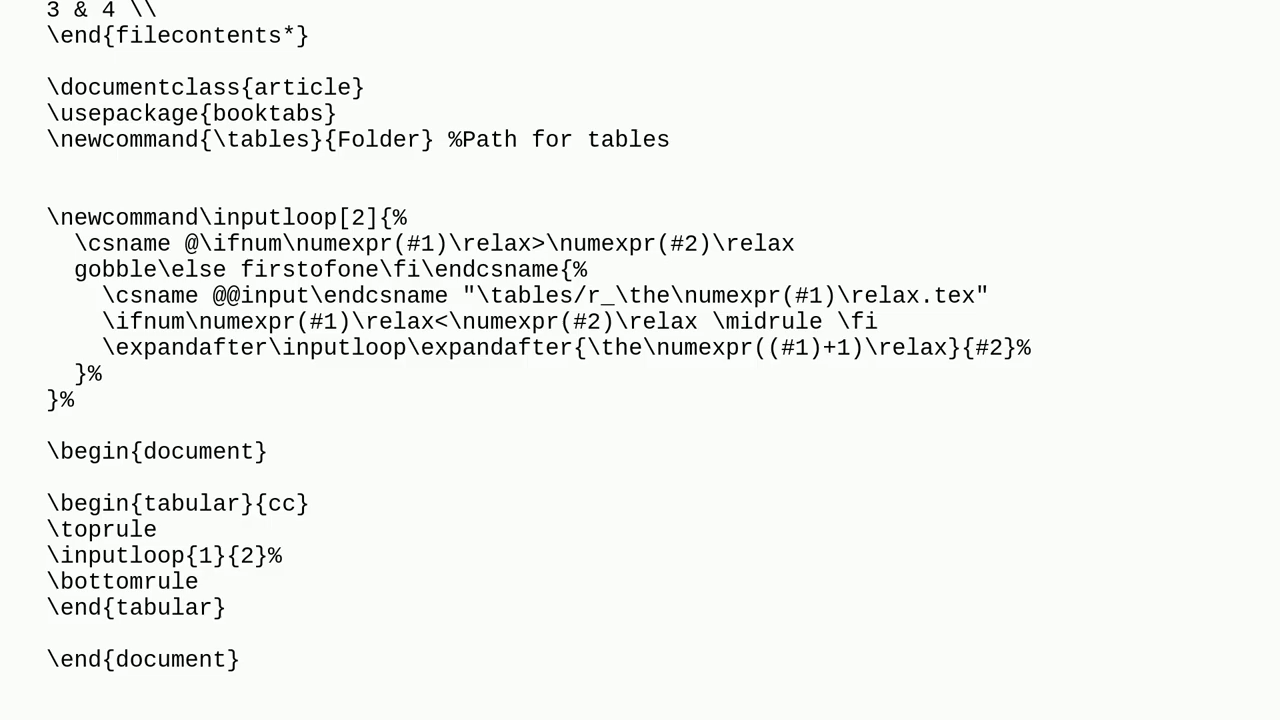 3 & 4 \\
\end{filecontents*}
\documentclass{article}
\usepackage{booktabs}
\newcommand{\tables}{Folder} %Path for tables
\newcommand\inputloop[2]{%
  \csname @\ifnum\numexpr(#1)\relax>\numexpr(#2)\relax
  gobble\else firstofone\fi\endcsname{%
    \csname @@input\endcsname "\tables/r_\the\numexpr(#1)\relax.tex"
    \ifnum\numexpr(#1)\relax<\numexpr(#2)\relax \midrule \fi
    \expandafter\inputloop\expandafter{\the\numexpr((#1)+1)\relax}{#2}%
  }%
}%
\begin{document}
\begin{tabular}{cc}
\toprule
\inputloop{1}{2}%
\bottomrule
\end{tabular}
\end{document}